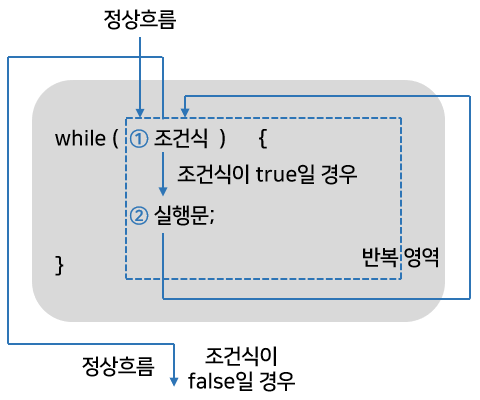 정상흐름
while ( ① 조건식 ) {
조건식이 true일 경우
② 실행문;
반복 영역
}
정상흐름
조건식이
false일 경우